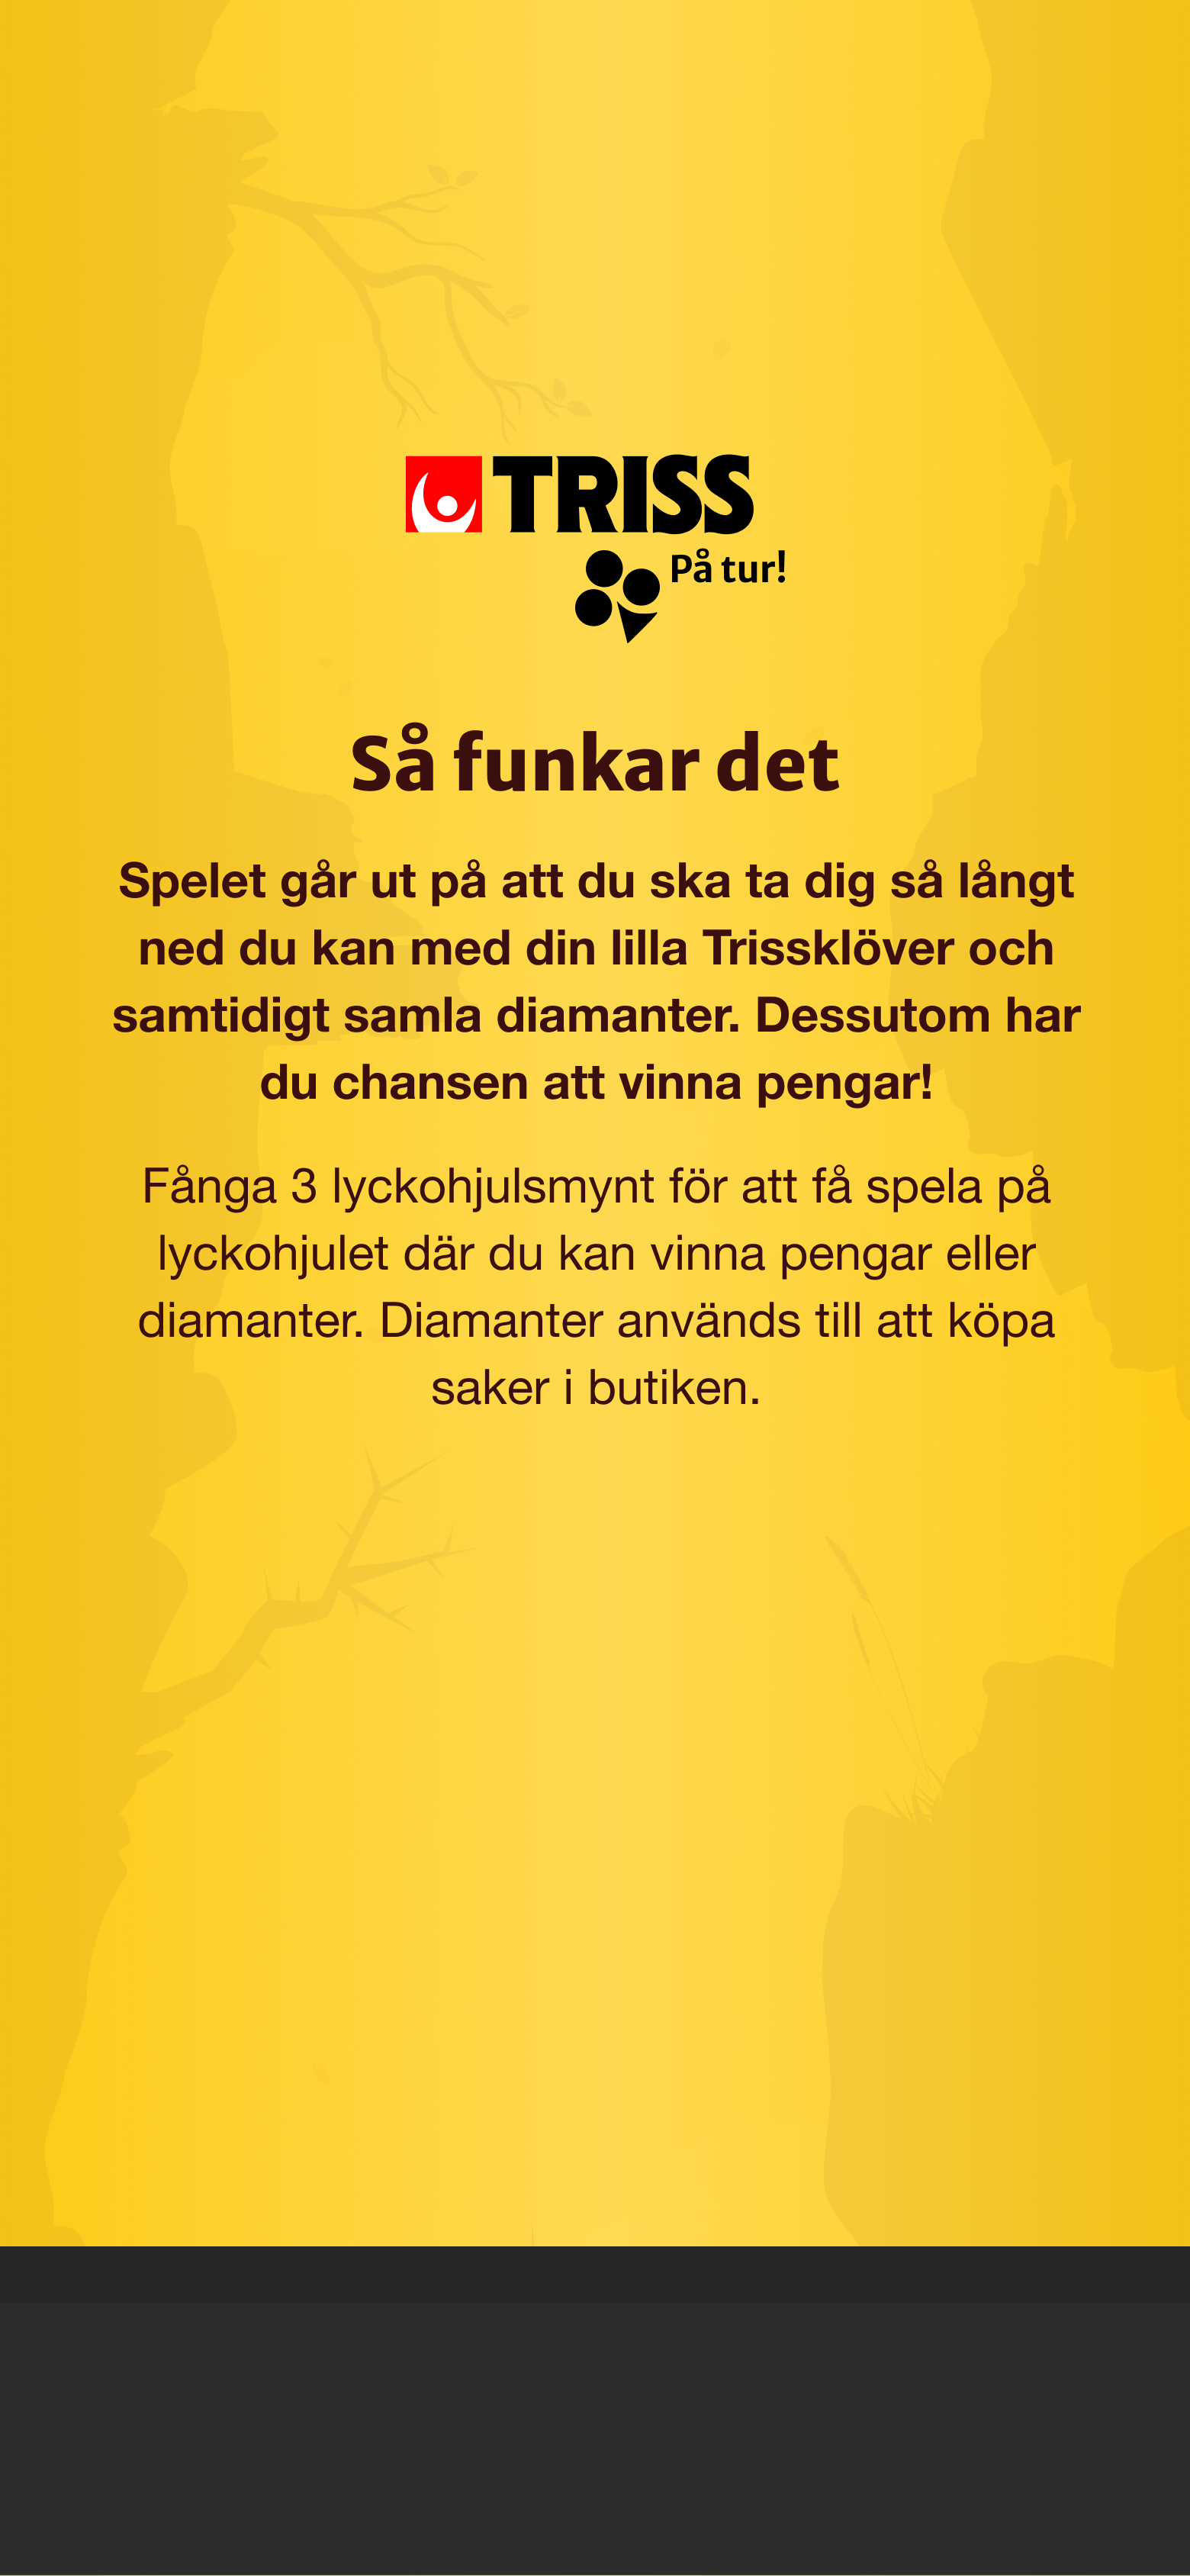 TRISS
På tur!
Så funkar det
Spelet går ut på att du ska ta dig så långt
ned du kan med din lilla Trissklöver och
samtidigt samla diamanter. Dessutom har
du chansen att vinna pengar!
Fånga 3 lyckohjulsmynt för att få spela på
lyckohjulet där du kan vinna pengar eller
diamanter. Diamanter används till att köpa
saker i butiken.